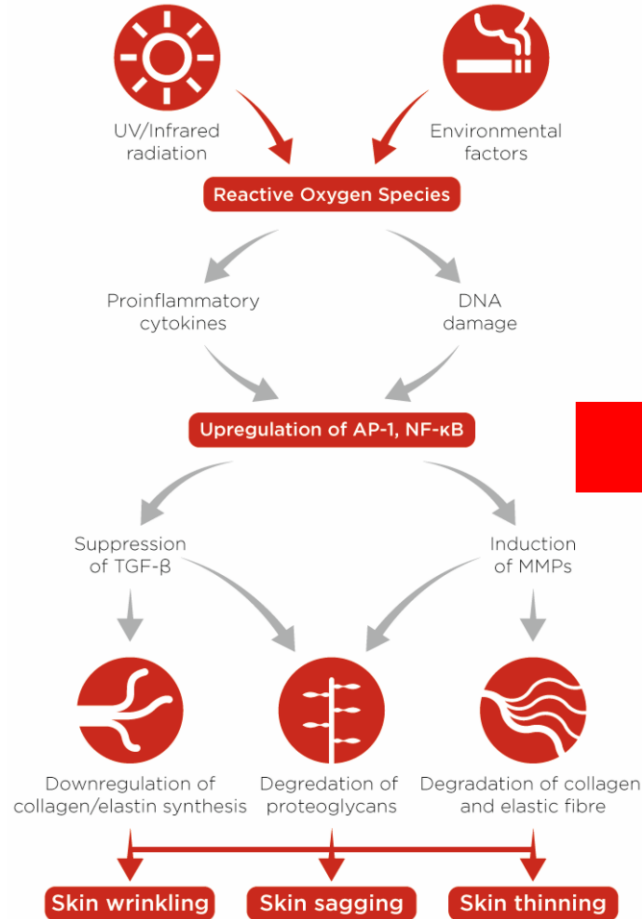 UV/Infrared
radiation
Environmental
factors
Reactive Oxygen Species
Proinflammatory
cytokines
DNA
damage
Upregulation of AP-1, NF-κB
Suppression
of TGF-β
Induction
of MMPs
Downregulation of
collagen/elastin synthesis
Degredation of
proteoglycans
Degradation of collagen
and elastic fibre
Skin wrinkling
Skin sagging
Skin thinning